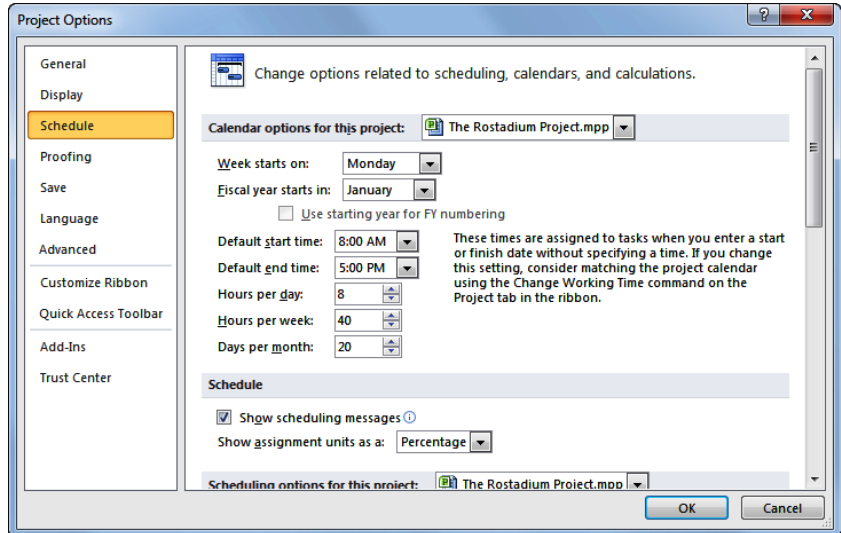 Project Options
General
Display
Schedule
Proofing
Save
Language
Advanced
Customize Ribbon
Quick Access Toolbar
Add-Ins
Trust Center
Change options related to scheduling, calendars, and calculations.
Calendar options for this project: The Rostadium Project.mpp
Week starts on: Monday
Fiscal year starts in: January
Use starting year for FY numbering
Default start time: 8:00 AM
Default end time: 5:00 PM
Hours per day: 8
Hours per week: 40
Days per month: 20
These times are assigned to tasks when you enter a start
or finish date without specifying a time. If you change
this setting, consider matching the project calendar
using the Change Working Time command on the
Project tab in the ribbon.
Schedule
Show scheduling messages
Show assignment units as a: Percentage
Scheduling options for this project: The Rostadium Project.mpp
OK Cancel